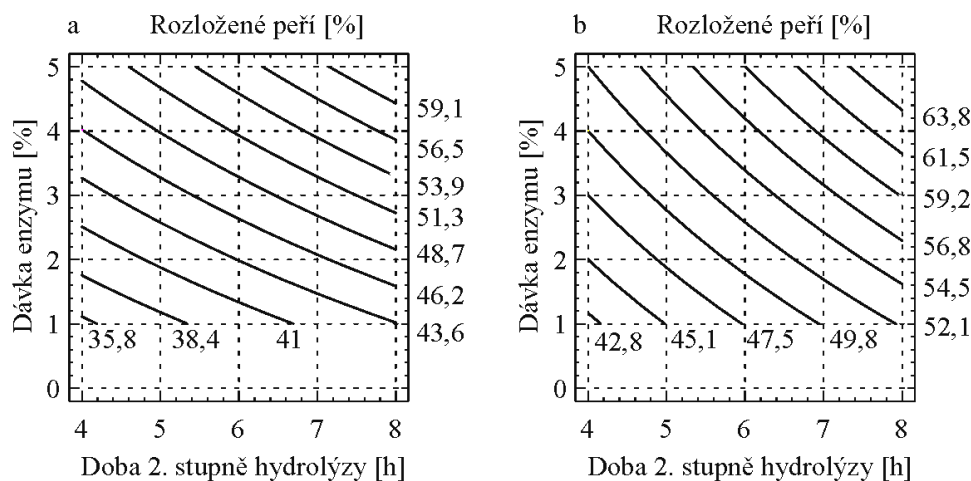 a Rozložené peří [%]
Dávka enzymu [%]
5
4
3
2
1
0
59,1
56,5
53,9
51,3
48,7
46,2
43,6
35,8 38,4 41
4 5 6 7 8
Doba 2. stupně hydrolýzy [h]
b Rozložené peří [%]
Dávka enzymu [%]
5
4
3
2
1
0
63,8
61,5
59,2
56,8
54,5
52,1
42,8 45,1 47,5 49,8
4 5 6 7 8
Doba 2. stupně hydrolýzy [h]